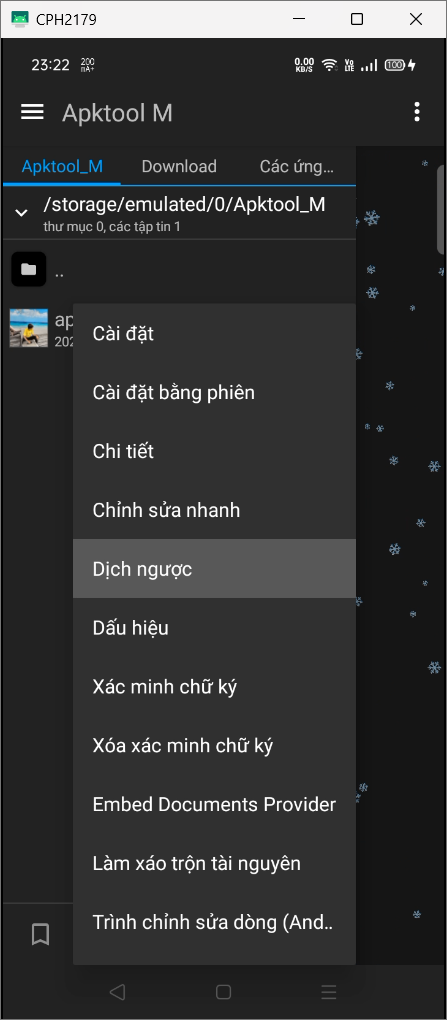 CPH2179
23:22
200
mA+
0.00
KB/S
Vo
LTE
100
Apktool M
Apktool_M
Download
Các ứng...
/storage/emulated/0/Apktool_M
thư mục 0, các tập tin 1
..
Cài đặt
Cài đặt bằng phiên
Chi tiết
Chỉnh sửa nhanh
Dịch ngược
Dấu hiệu
Xác minh chữ ký
Xóa xác minh chữ ký
Embed Documents Provider
Làm xáo trộn tài nguyên
Trình chỉnh sửa dòng (And..